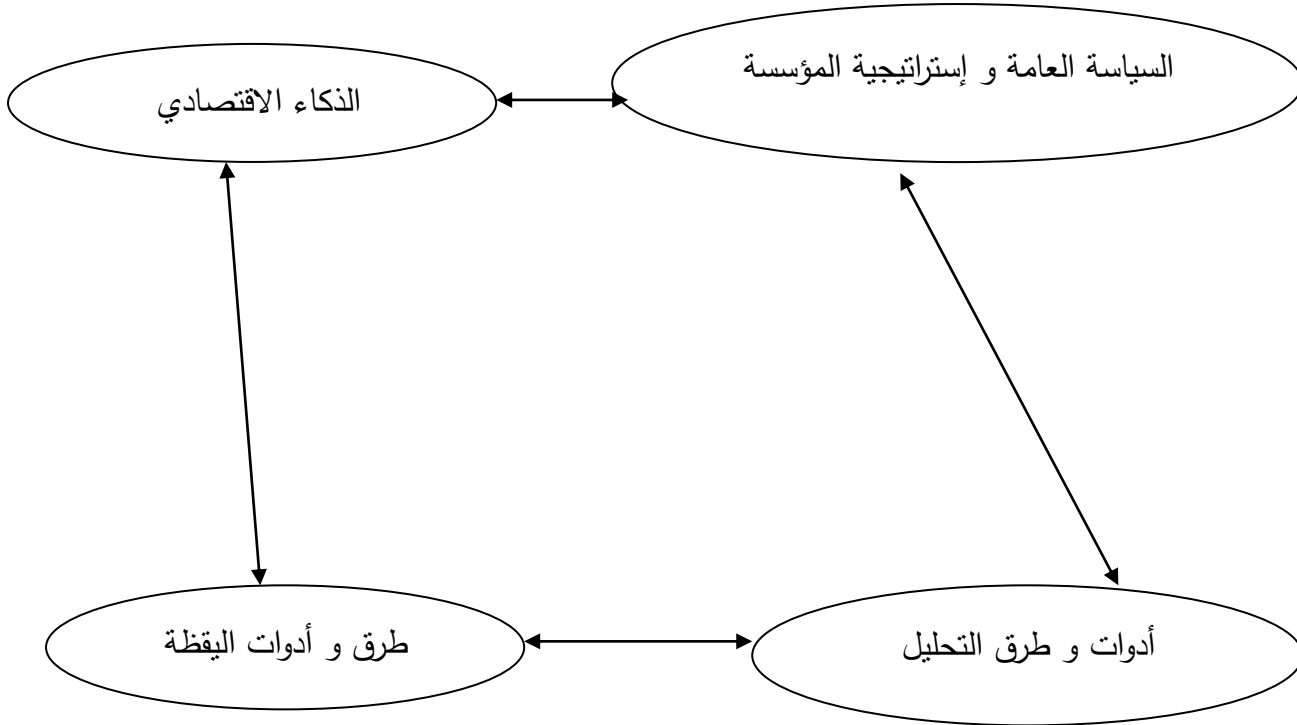 السياسة العامة و إستراتيجية المؤسسة
الذكاء الاقتصادي
أدوات و طرق التحليل
طرق و أدوات اليقظة